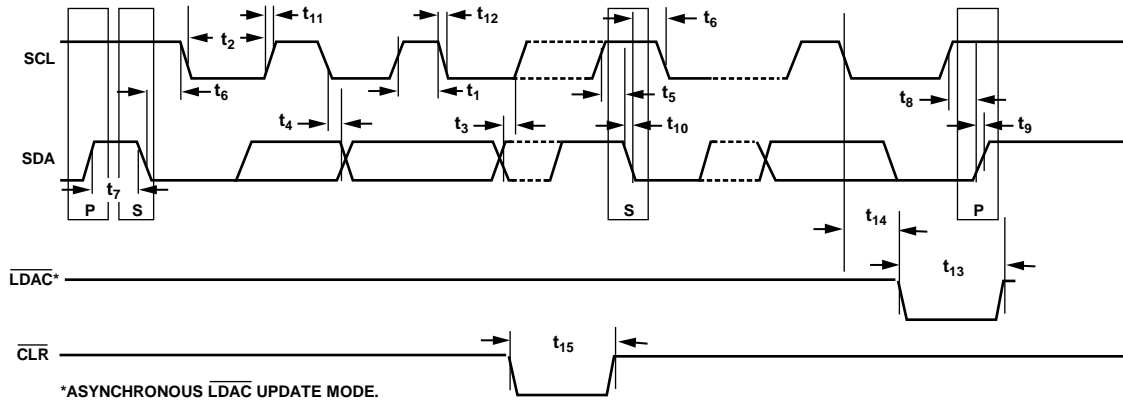 t11
t12
t6
t2
SCL
t6
t1
t5
t8
t4
t3
t10
t9
SDA
t7
P
S
S
P
t14
t13
LDAC*
t15
CLR
*ASYNCHRONOUS LDAC UPDATE MODE.